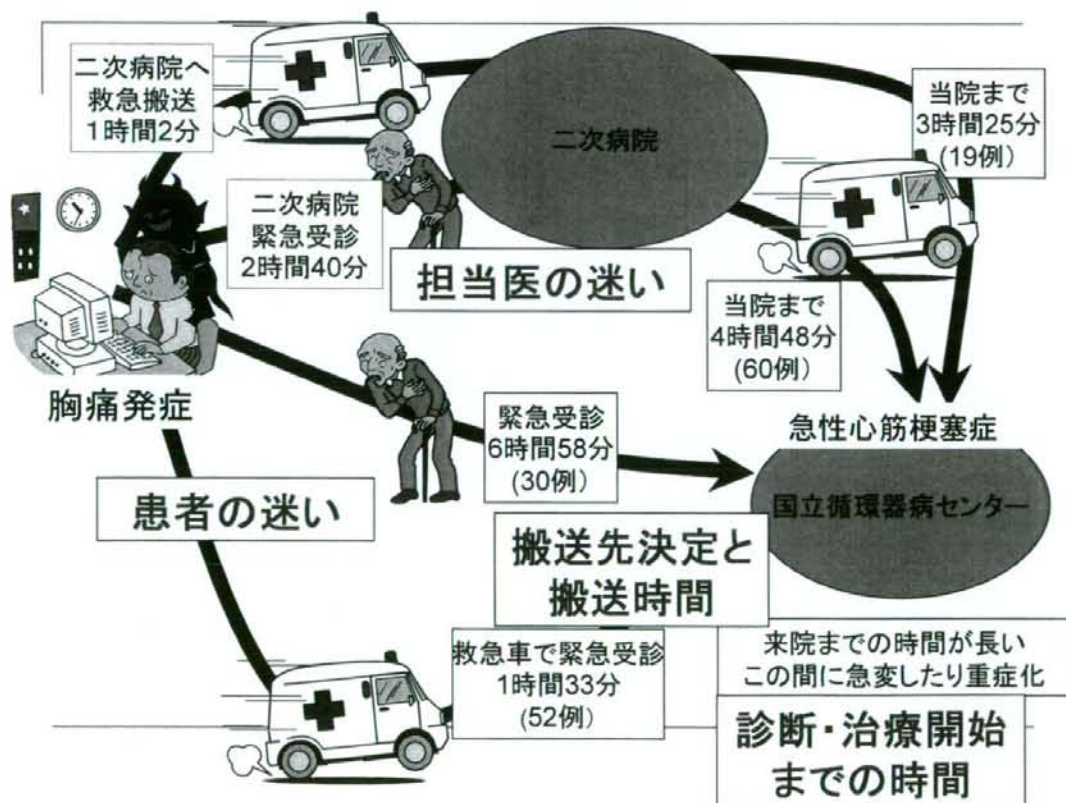 二次病院へ
救急搬送
1時間2分
二次病院
当院まで
3時間25分
(19例)
二次病院
緊急受診
2時間40分
担当医の迷い
当院まで
4時間48分
(60例)
胸痛発症
緊急受診
6時間58分
(30例)
急性心筋梗塞症
患者の迷い
国立循環器病センター
搬送先決定と
搬送時間
救急車で緊急受診
1時間33分
(52例)
来院までの時間が長い
この間に急変したり重症化
診断・治療開始
までの時間